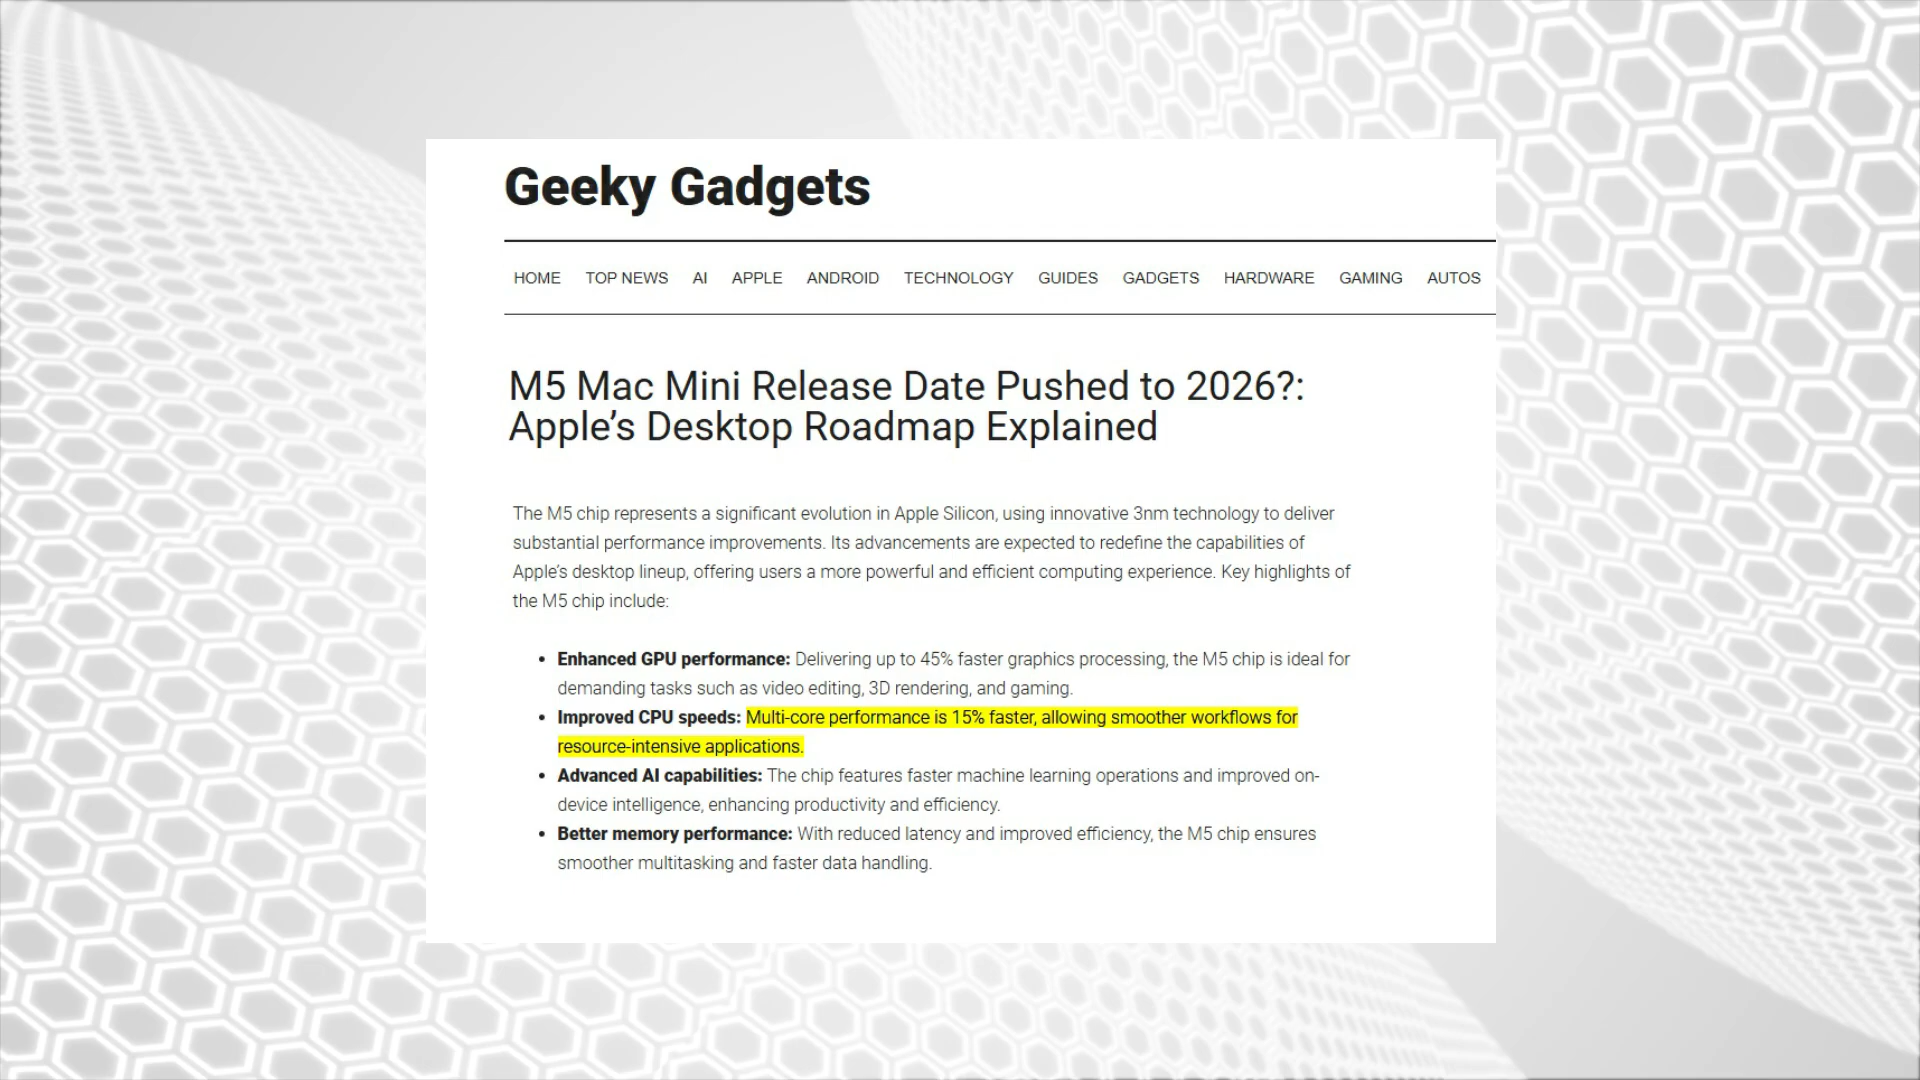 Geeky Gadgets
HOME TOP NEWS AI APPLE ANDROID TECHNOLOGY GUIDES GADGETS HARDWARE GAMING AUTOS
M5 Mac Mini Release Date Pushed to 2026?:
Apple’s Desktop Roadmap Explained
The M5 chip represents a significant evolution in Apple Silicon, using innovative 3nm technology to deliver
substantial performance improvements. Its advancements are expected to redefine the capabilities of
Apple’s desktop lineup, offering users a more powerful and efficient computing experience. Key highlights of
the M5 chip include:
• Enhanced GPU performance: Delivering up to 45% faster graphics processing, the M5 chip is ideal for
demanding tasks such as video editing, 3D rendering, and gaming.
• Improved CPU speeds: Multi-core performance is 15% faster, allowing smoother workflows for
resource-intensive applications.
• Advanced AI capabilities: The chip features faster machine learning operations and improved on-
device intelligence, enhancing productivity and efficiency.
• Better memory performance: With reduced latency and improved efficiency, the M5 chip ensures
smoother multitasking and faster data handling.